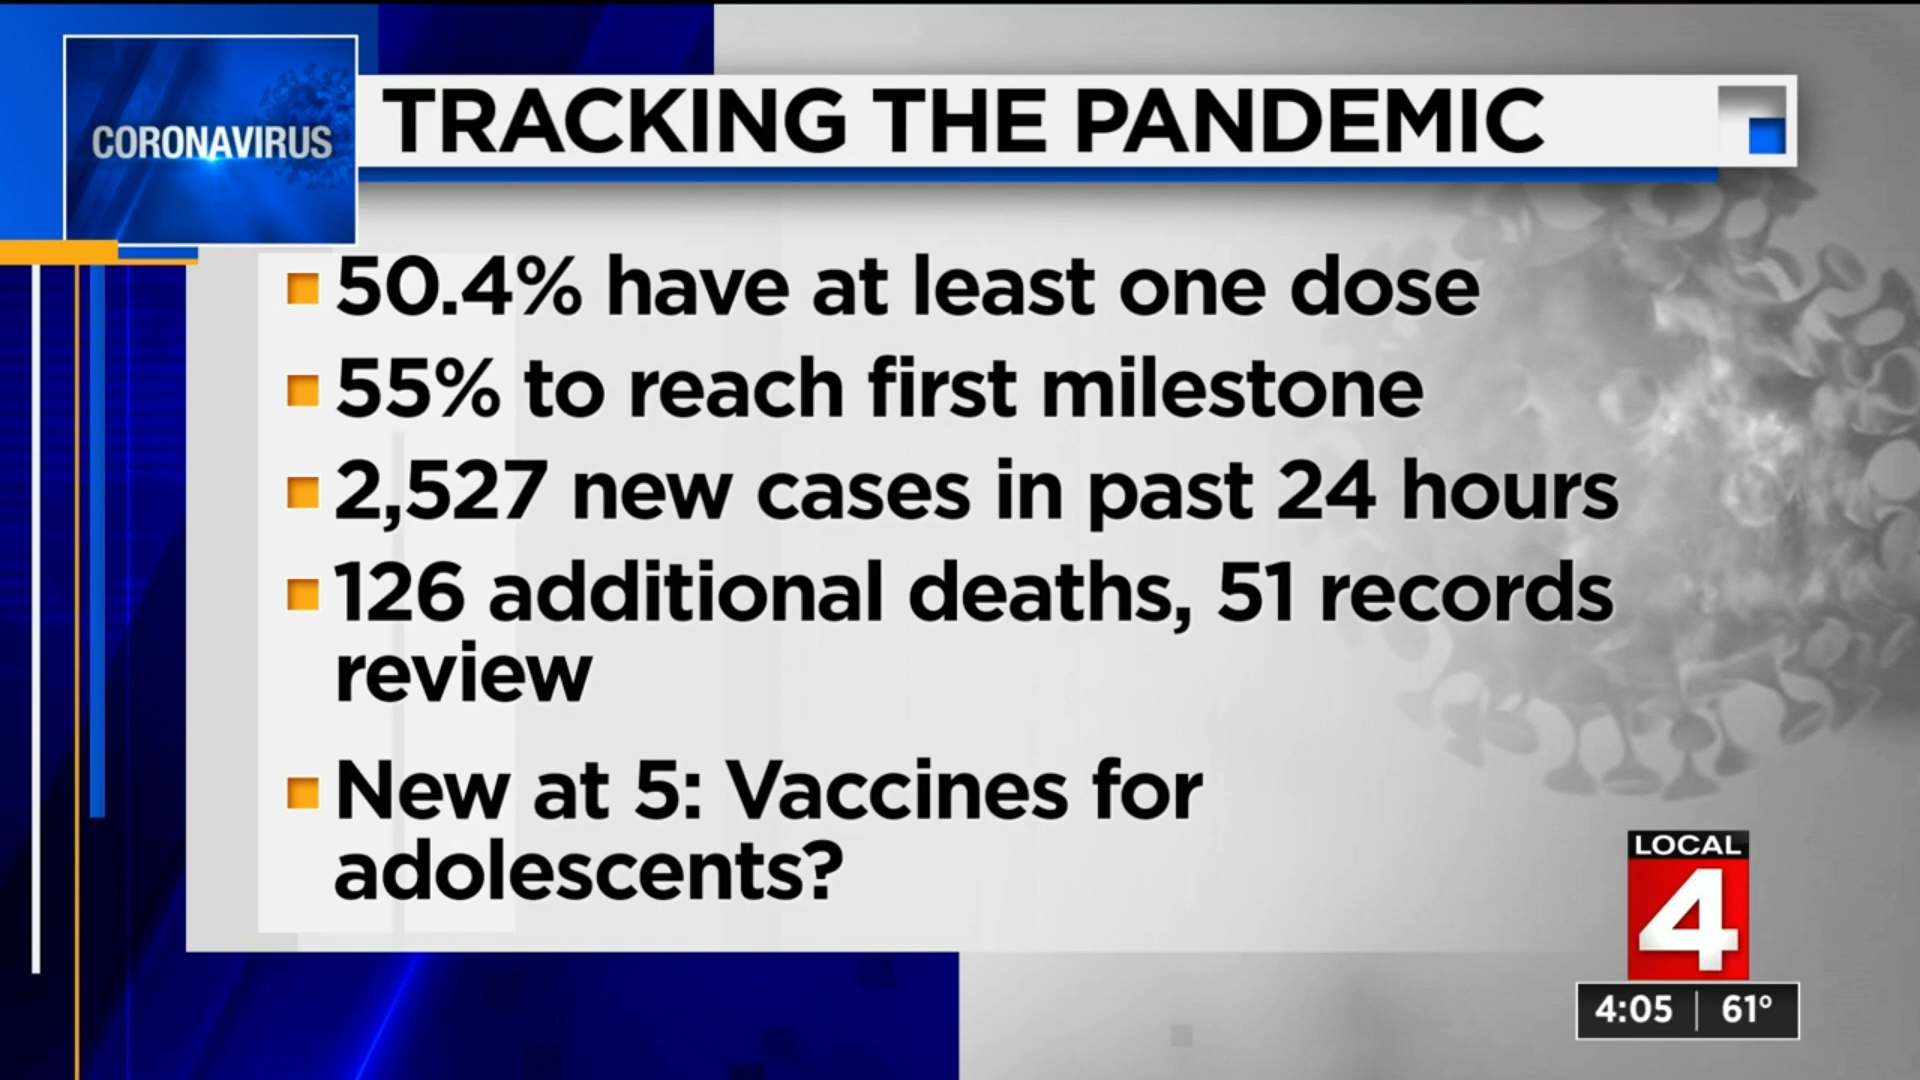 CORONAVIRUS
TRACKING THE PANDEMIC
50.4% have at least one dose
55% to reach first milestone
2,527 new cases in past 24 hours
126 additional deaths, 51 records
review
New at 5: Vaccines for
adolescents?
LOCAL
4
4:05 61°